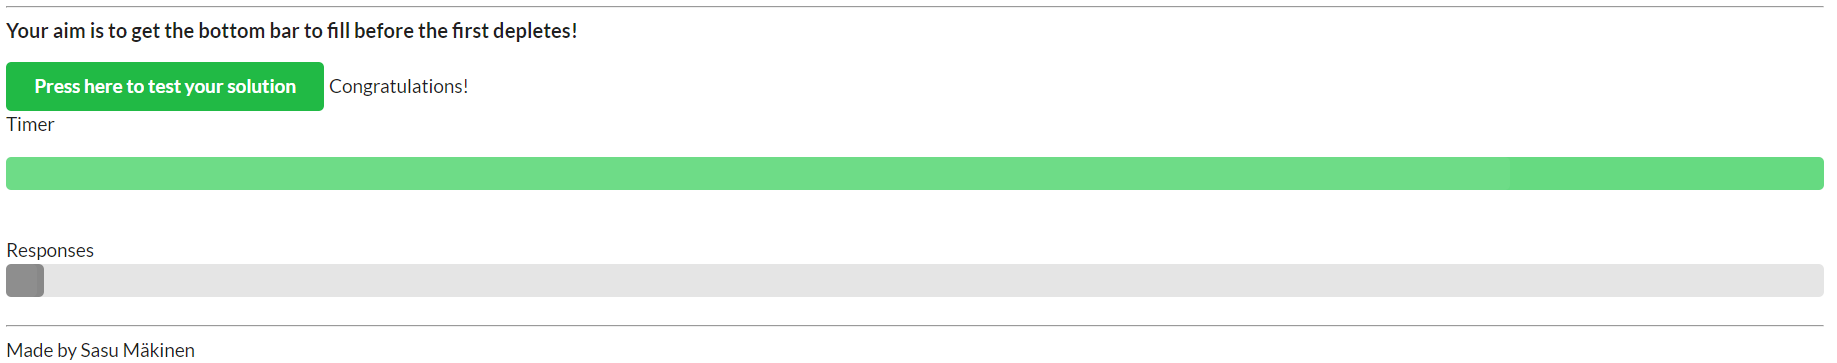 Your aim is to get the bottom bar to fill before the first depletes!
Press here to test your solution Congratulations!
Timer
Responses
Made by Sasu Mäkinen